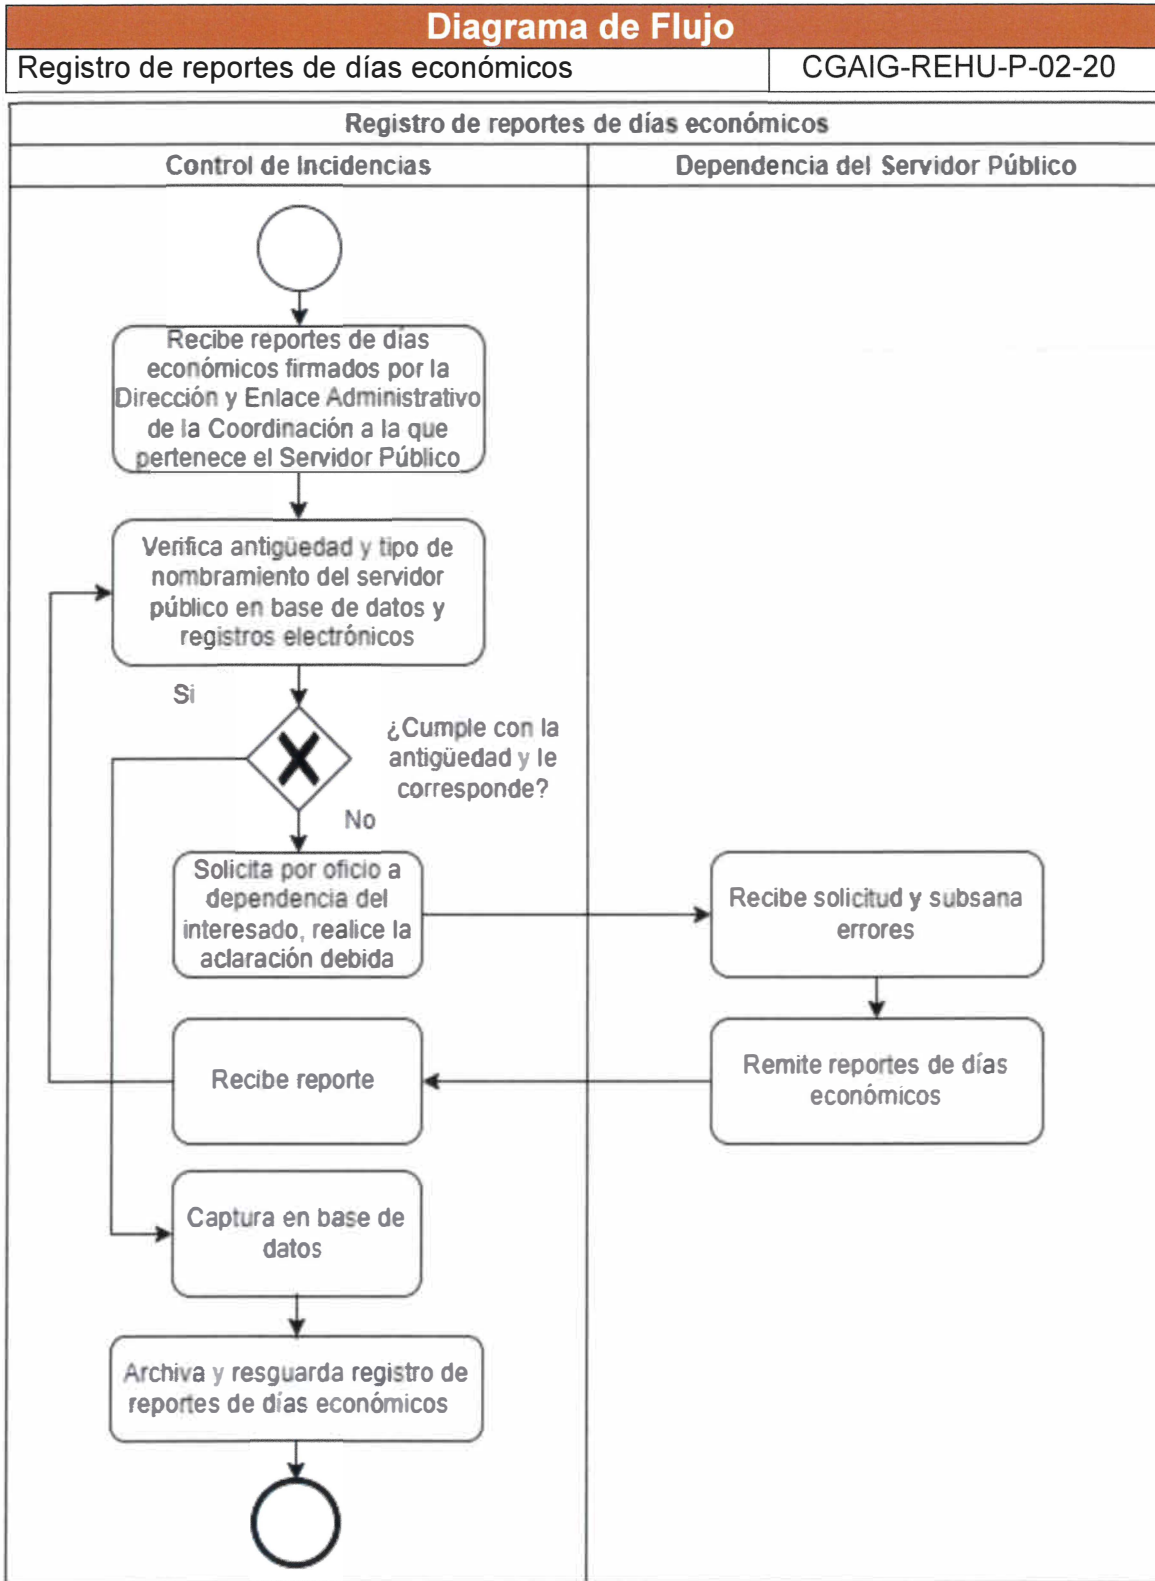 Diagrama de Flujo
Registro de reportes de días económicos
CGAIG-REHU-P-02-20
Registro de reportes de días económicos
Control de Incidencias
Dependencia del Servidor Público
Recibe reportes de días
económicos firmados por la
Dirección y Enlace Administrativo
de la Coordinación a la que
pertenece el Servidor Público
Verifica antigüedad y tipo de
nombramiento del servidor
público en base de datos y
registros electrónicos
Si
¿Cumple con la
antigüedad y le
corresponde?
No
Solicita por oficio a
dependencia del
interesado, realice la
aclaración debida
Recibe solicitud y subsana
errores
Remite reportes de días
económicos
Recibe reporte
Captura en base de
datos
Archiva y resguarda registro de
reportes de días económicos